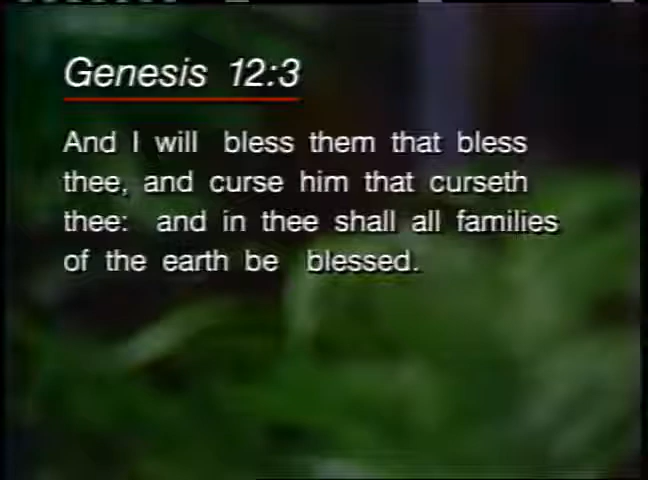 Genesis 12:3
And I will bless them that bless
thee, and curse him that curseth
thee: and in thee shall all families
of the earth be blessed.